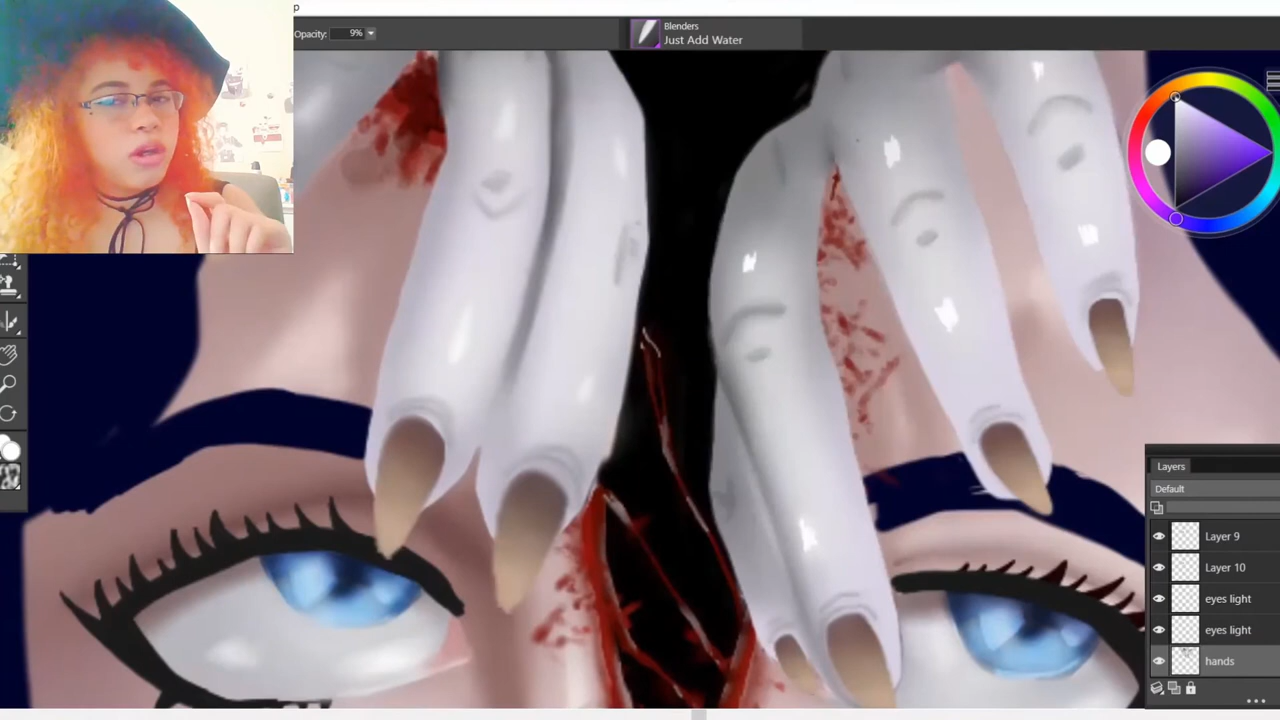 p
Opacity: 9%
Blenders
Just Add Water
Layers
Default
Layer 9
Layer 10
eyes light
eyes light
hands